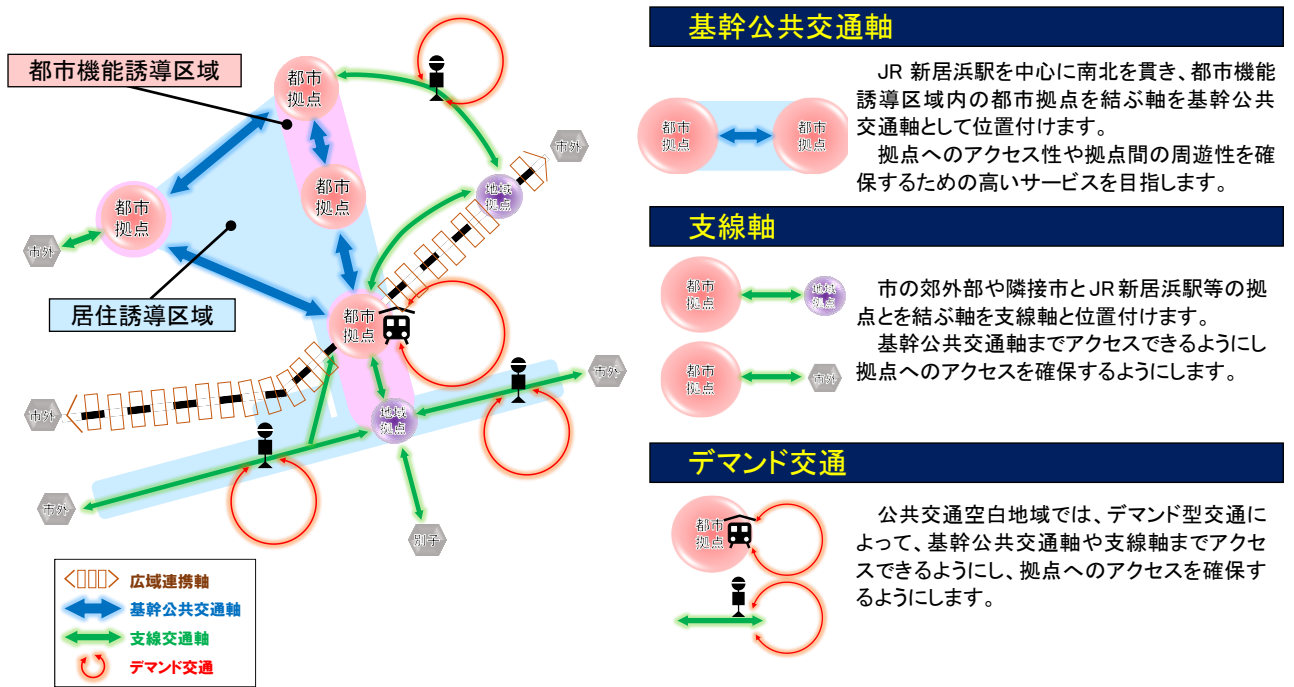 都市機能誘導区域
都市
拠点
市外
都市
拠点
地域
拠点
都市
拠点
市外
居住誘導区域
都市
拠点
市外
市外
地域
拠点
市外
別子
広域連携軸
基幹公共交通軸
支線交通軸
デマンド交通
基幹公共交通軸
都市
拠点
都市
拠点
JR 新居浜駅を中心に南北を貫き、都市機能
誘導区域内の都市拠点を結ぶ軸を基幹公共
交通軸として位置付けます。
拠点へのアクセス性や拠点間の周遊性を確
保するための高いサービスを目指します。
支線軸
都市
拠点
地域
拠点
都市
拠点
市外
市の郊外部や隣接市とJR新居浜駅等の拠
点とを結ぶ軸を支線軸と位置付けます。
基幹公共交通軸までアクセスできるようにし
拠点へのアクセスを確保するようにします。
デマンド交通
都市
拠点
公共交通空白地域では、デマンド型交通に
よって、基幹公共交通軸や支線軸までアクセ
スできるようにし、拠点へのアクセスを確保す
るようにします。